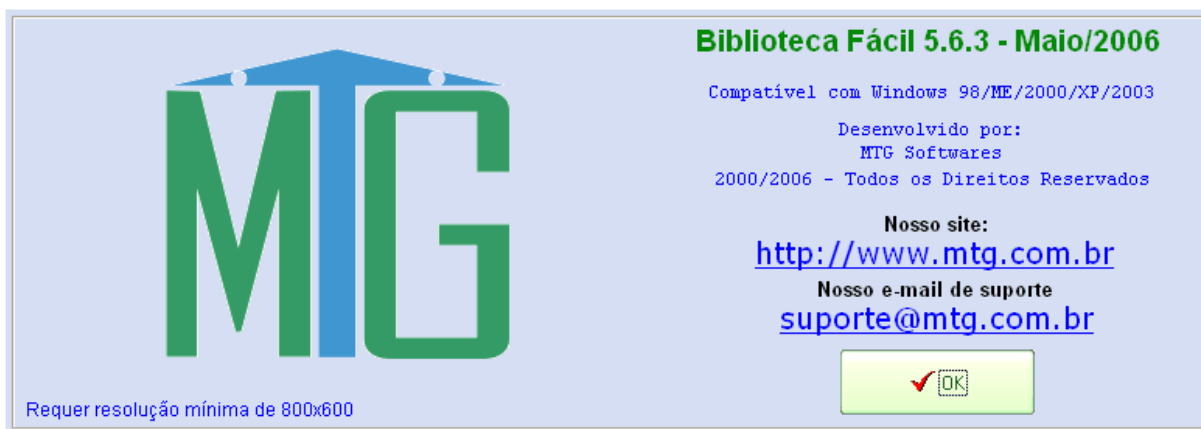 MTG
Biblioteca Fácil 5.6.3 - Maio/2006
Compatível com Windows 98/ME/2000/XP/2003
Desenvolvido por:
MTG Softwares
2000/2006 - Todos os Direitos Reservados
Nosso site:
http://www.mtg.com.br
Nosso e-mail de suporte
suporte@mtg.com.br
OK
Requer resolução mínima de 800x600